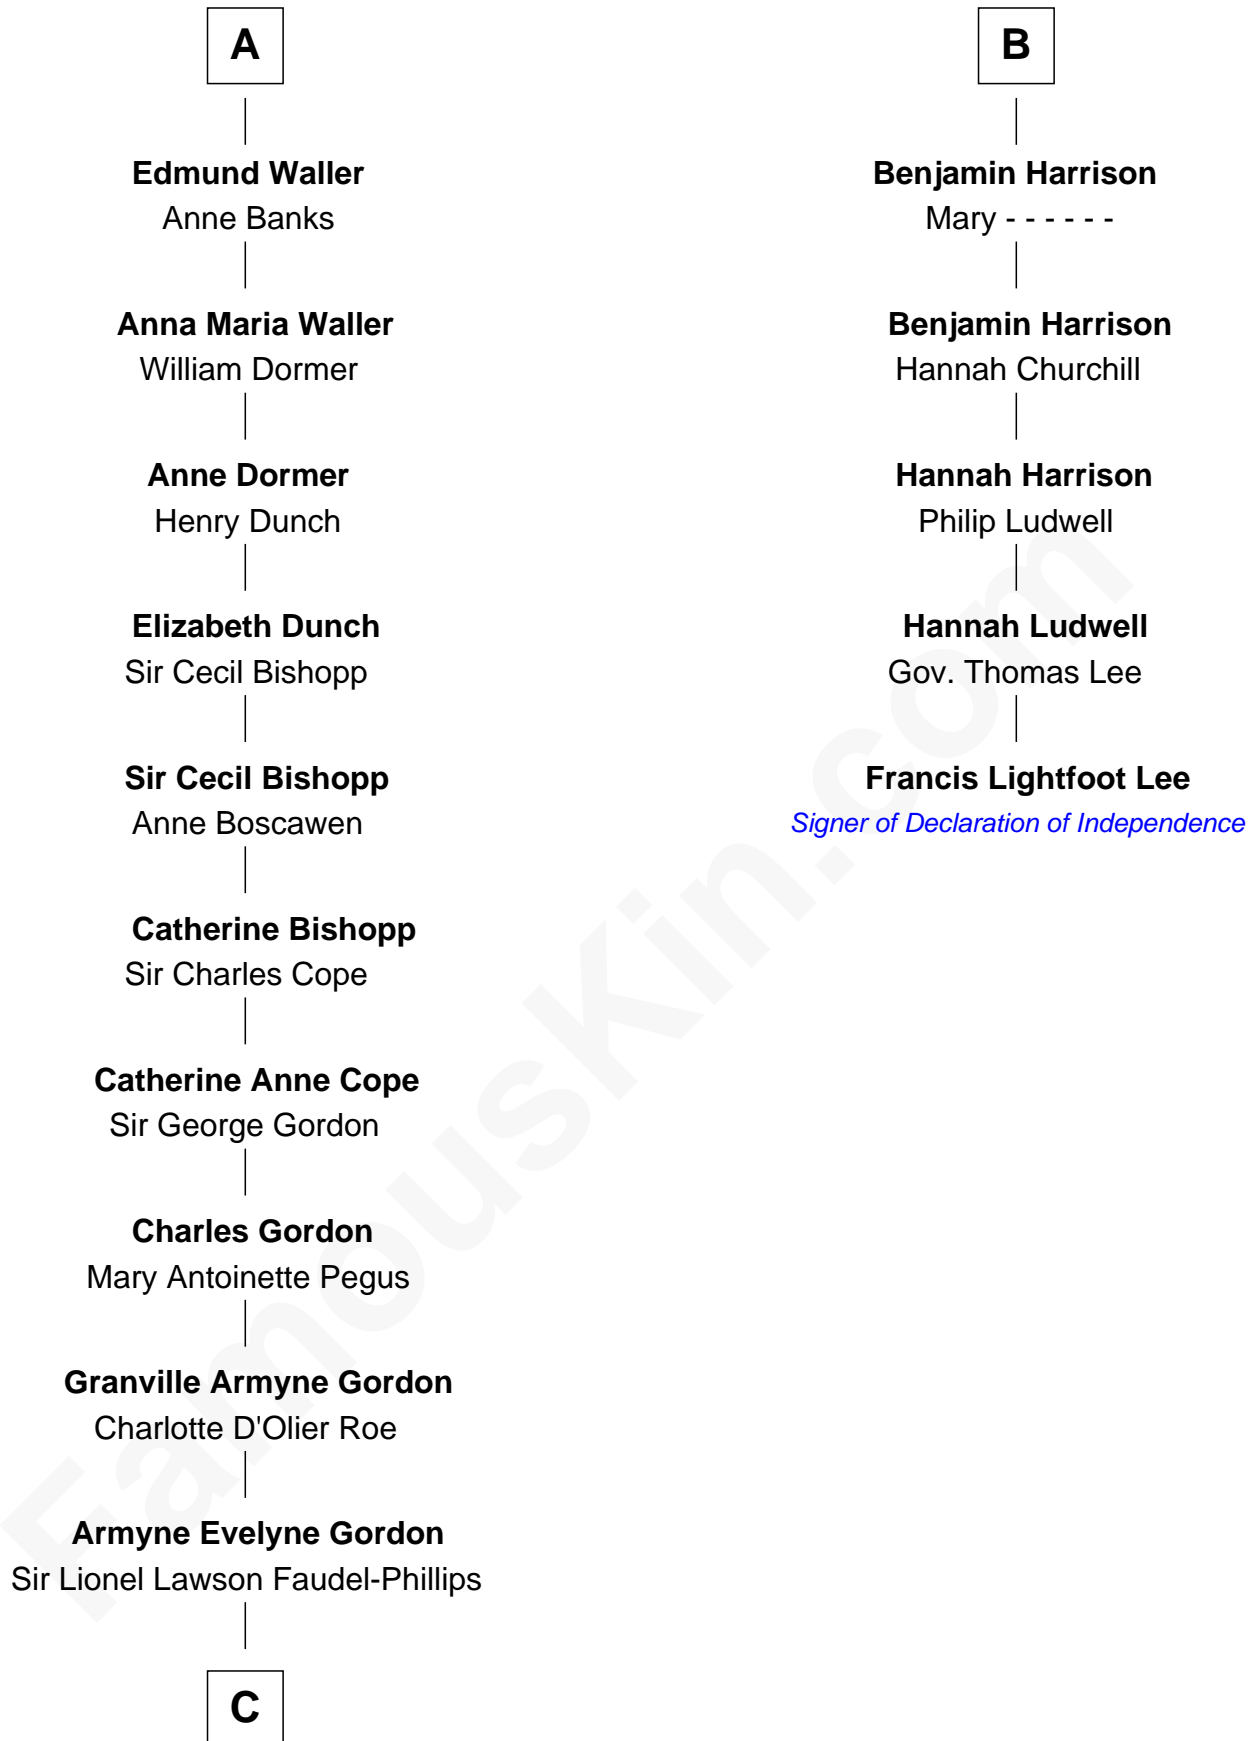 A
Edmund Waller
Anne Banks
Anna Maria Waller
William Dormer
Anne Dormer
Henry Dunch
Elizabeth Dunch
Sir Cecil Bishopp
Sir Cecil Bishopp
Anne Boscawen
Catherine Bishopp
Sir Charles Cope
Catherine Anne Cope
Sir George Gordon
Charles Gordon
Mary Antoinette Pegus
Granville Armyne Gordon
Charlotte D'Olier Roe
Armyne Evelyne Gordon
Sir Lionel Lawson Faudel-Phillips
C
B
Benjamin Harrison
Mary - - - - - -
Benjamin Harrison
Hannah Churchill
Hannah Harrison
Philip Ludwell
Hannah Ludwell
Gov. Thomas Lee
Francis Lightfoot Lee
Signer of Declaration of Independence
FamousKin.com